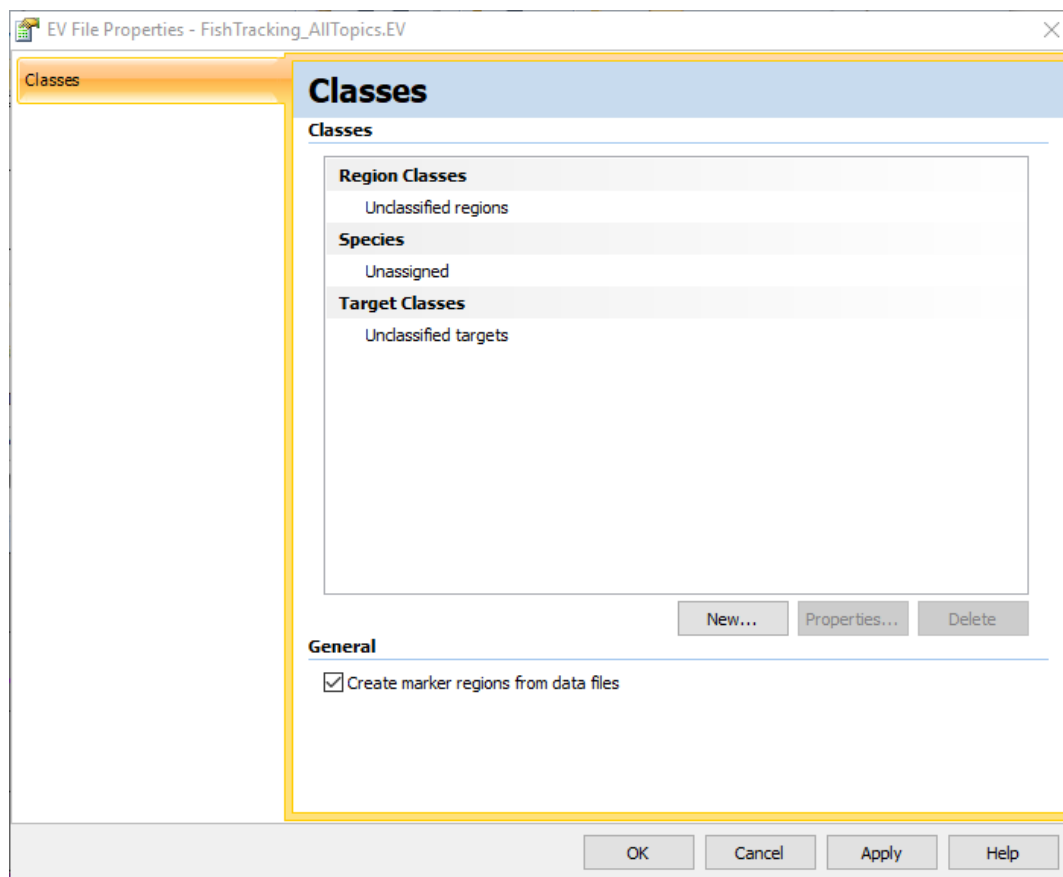 EV File Properties - FishTracking_AllTopics.EV
Classes
Classes
Classes
Region Classes
Unclassified regions
Species
Unassigned
Target Classes
Unclassified targets
New... Properties... Delete
General
Create marker regions from data files
OK Cancel Apply Help